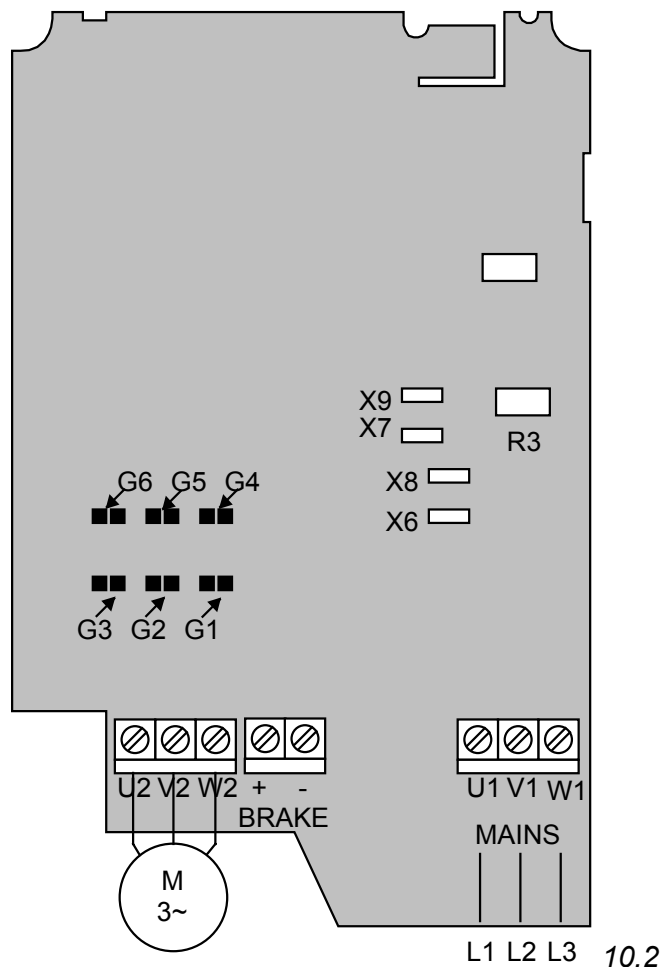 X9
X7
R3
X8
X6
G6 G5 G4
G3 G2 G1
U2 V2 W2 + -
BRAKE
U1 V1 W1
MAINS
M
3~
L1 L2 L3
10.2